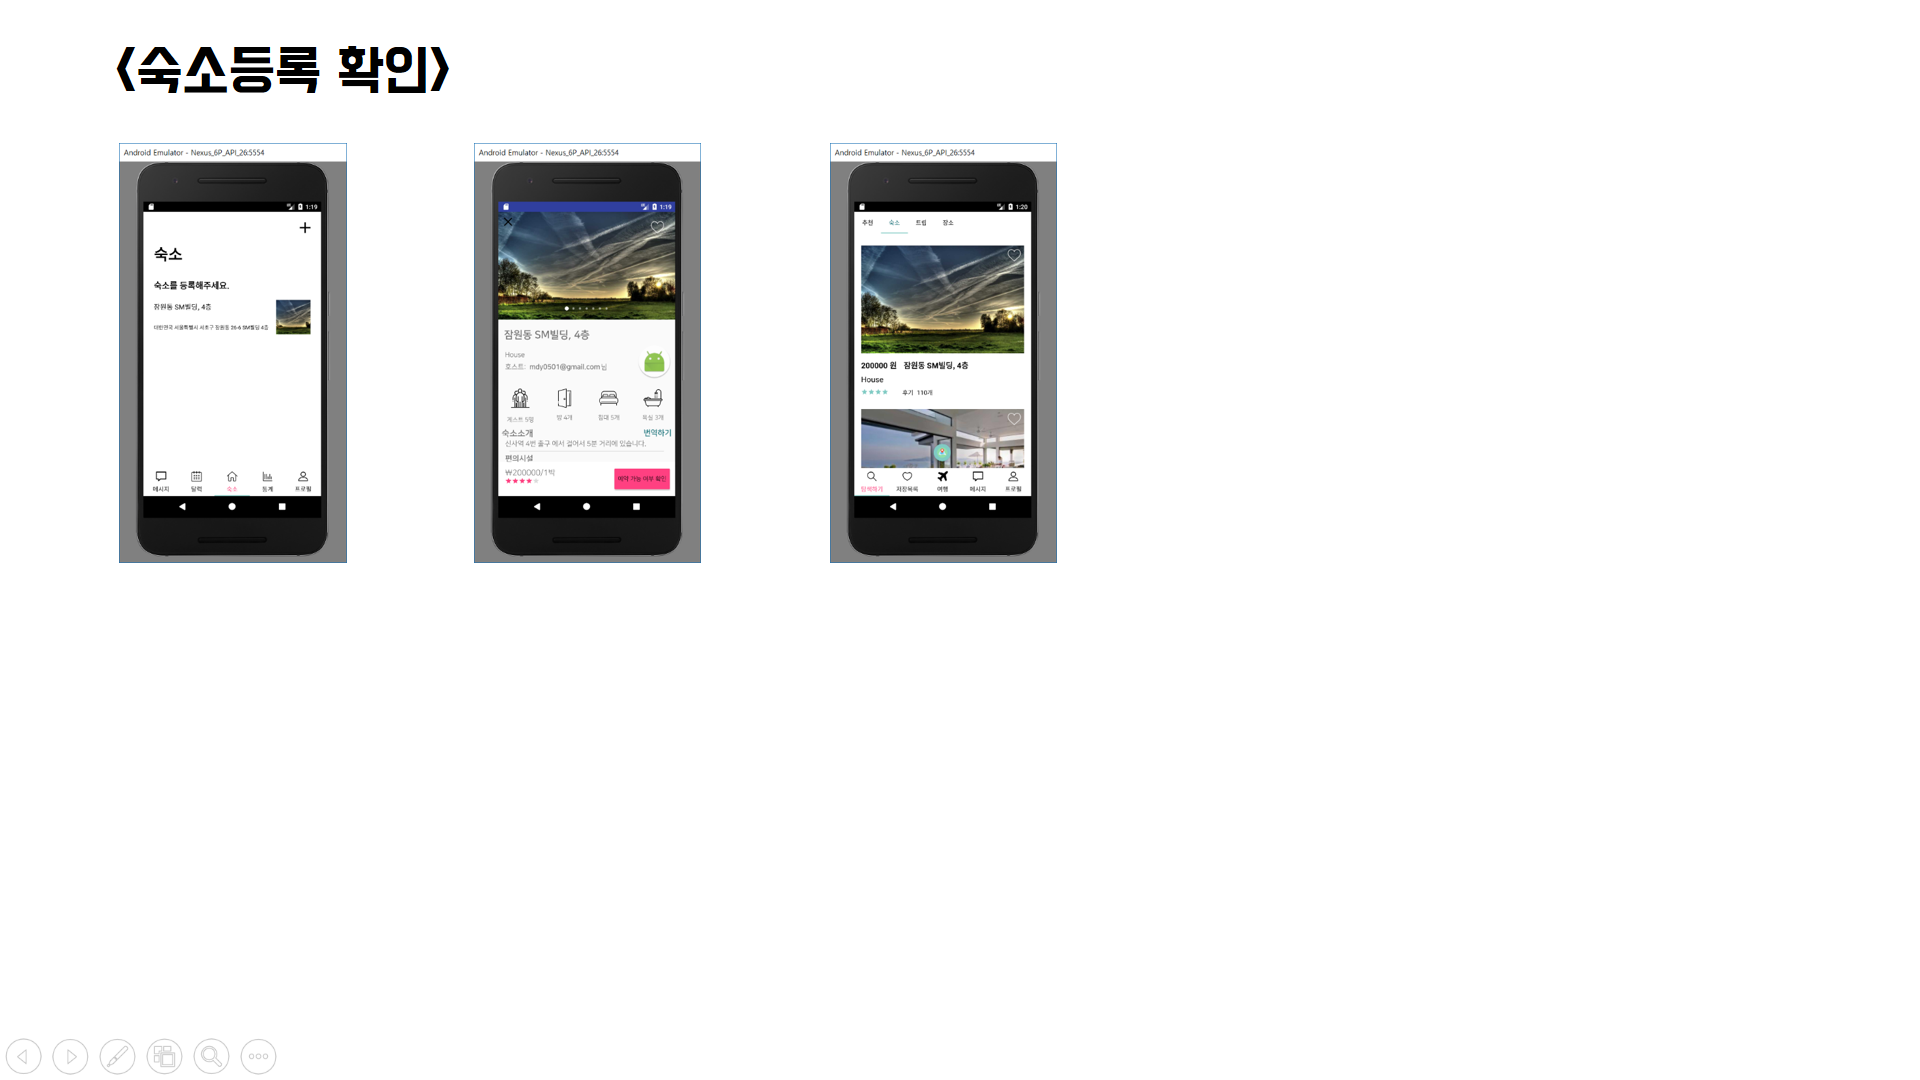 <숙소등록 확인>
Android Emulator - Nexus_6P_API_26:5554
1:19
숙소
숙소를 등록해주세요.
잠원동 SM빌딩, 4층
대한민국 서울특별시 서초구 잠원동 26-6 SM빌딩 4층
메시지 달력 숙소 통계 프로필
Android Emulator - Nexus_6P_API_26:5554
1:19
잠원동 SM빌딩, 4층
House
호스트: mdy0501@gmail.com 님
게스트 5명 방 4개 침대 5개 욕실 3개
숙소소개 번역하기
신사역 4번 출구 에서 걸어서 5분 거리에 있습니다.
편의시설
₩200000/1박
예약 가능 여부 확인
Android Emulator - Nexus_6P_API_26:5554
1:20
추천 숙소 트립 장소
200000 원 잠원동 SM빌딩, 4층
House
후기 110개
탐색하기 저장목록 여행 메시지 프로필